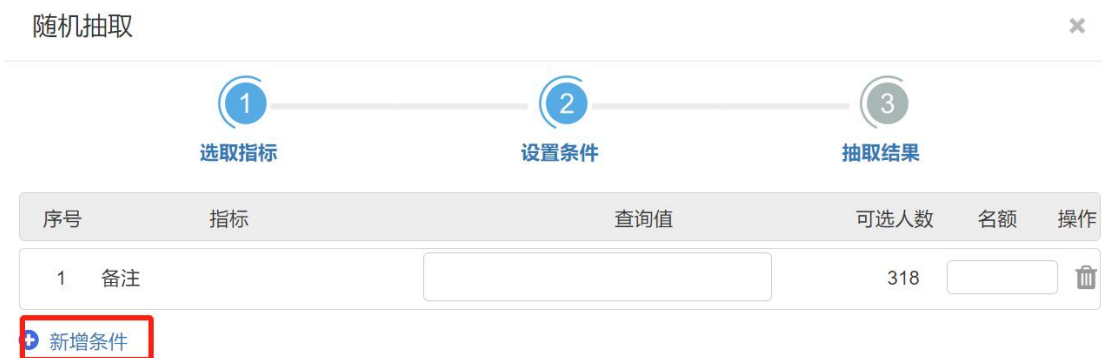 随机抽取 ×
1 2 3
选取指标 设置条件 抽取结果
序号 指标 查询值 可选人数 名额 操作
1 备注 318
新增条件